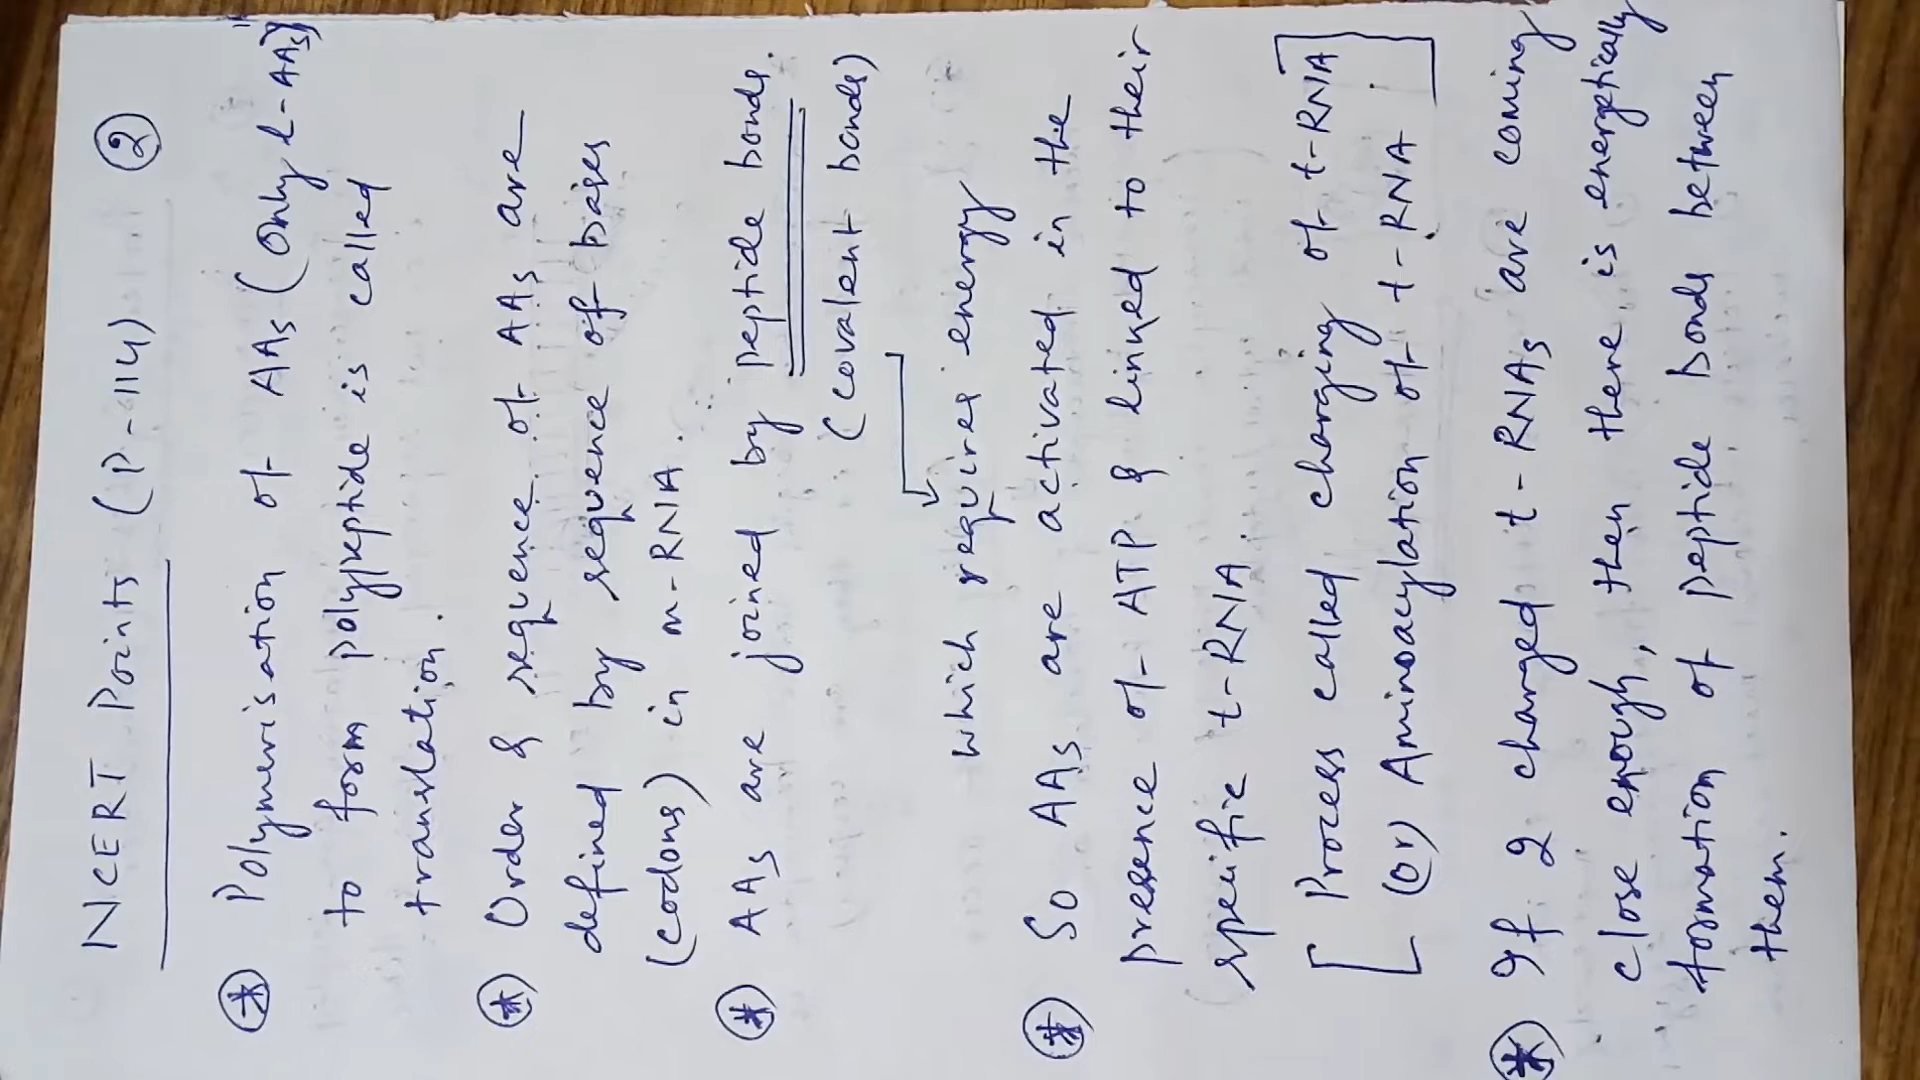 NCERT Points (P-114) ②
Polymerisation of AAs (Only l-AAs)
to form polypeptide is called
translation.
Order & sequence of AAs are
defined by sequence of bases
(codons) in m-RNA.
AAs are joined by peptide bonds.
(covalent bonds)
which requires energy
So AAs are activated in the
presence of ATP & linked to their
specific t-RNA.
[Process called charging of t-RNA
(or) Aminoacylation of t-RNA.]
If 2 charged t-RNAs are coming
close enough, then there is energetically
formation of peptide bonds between
them.